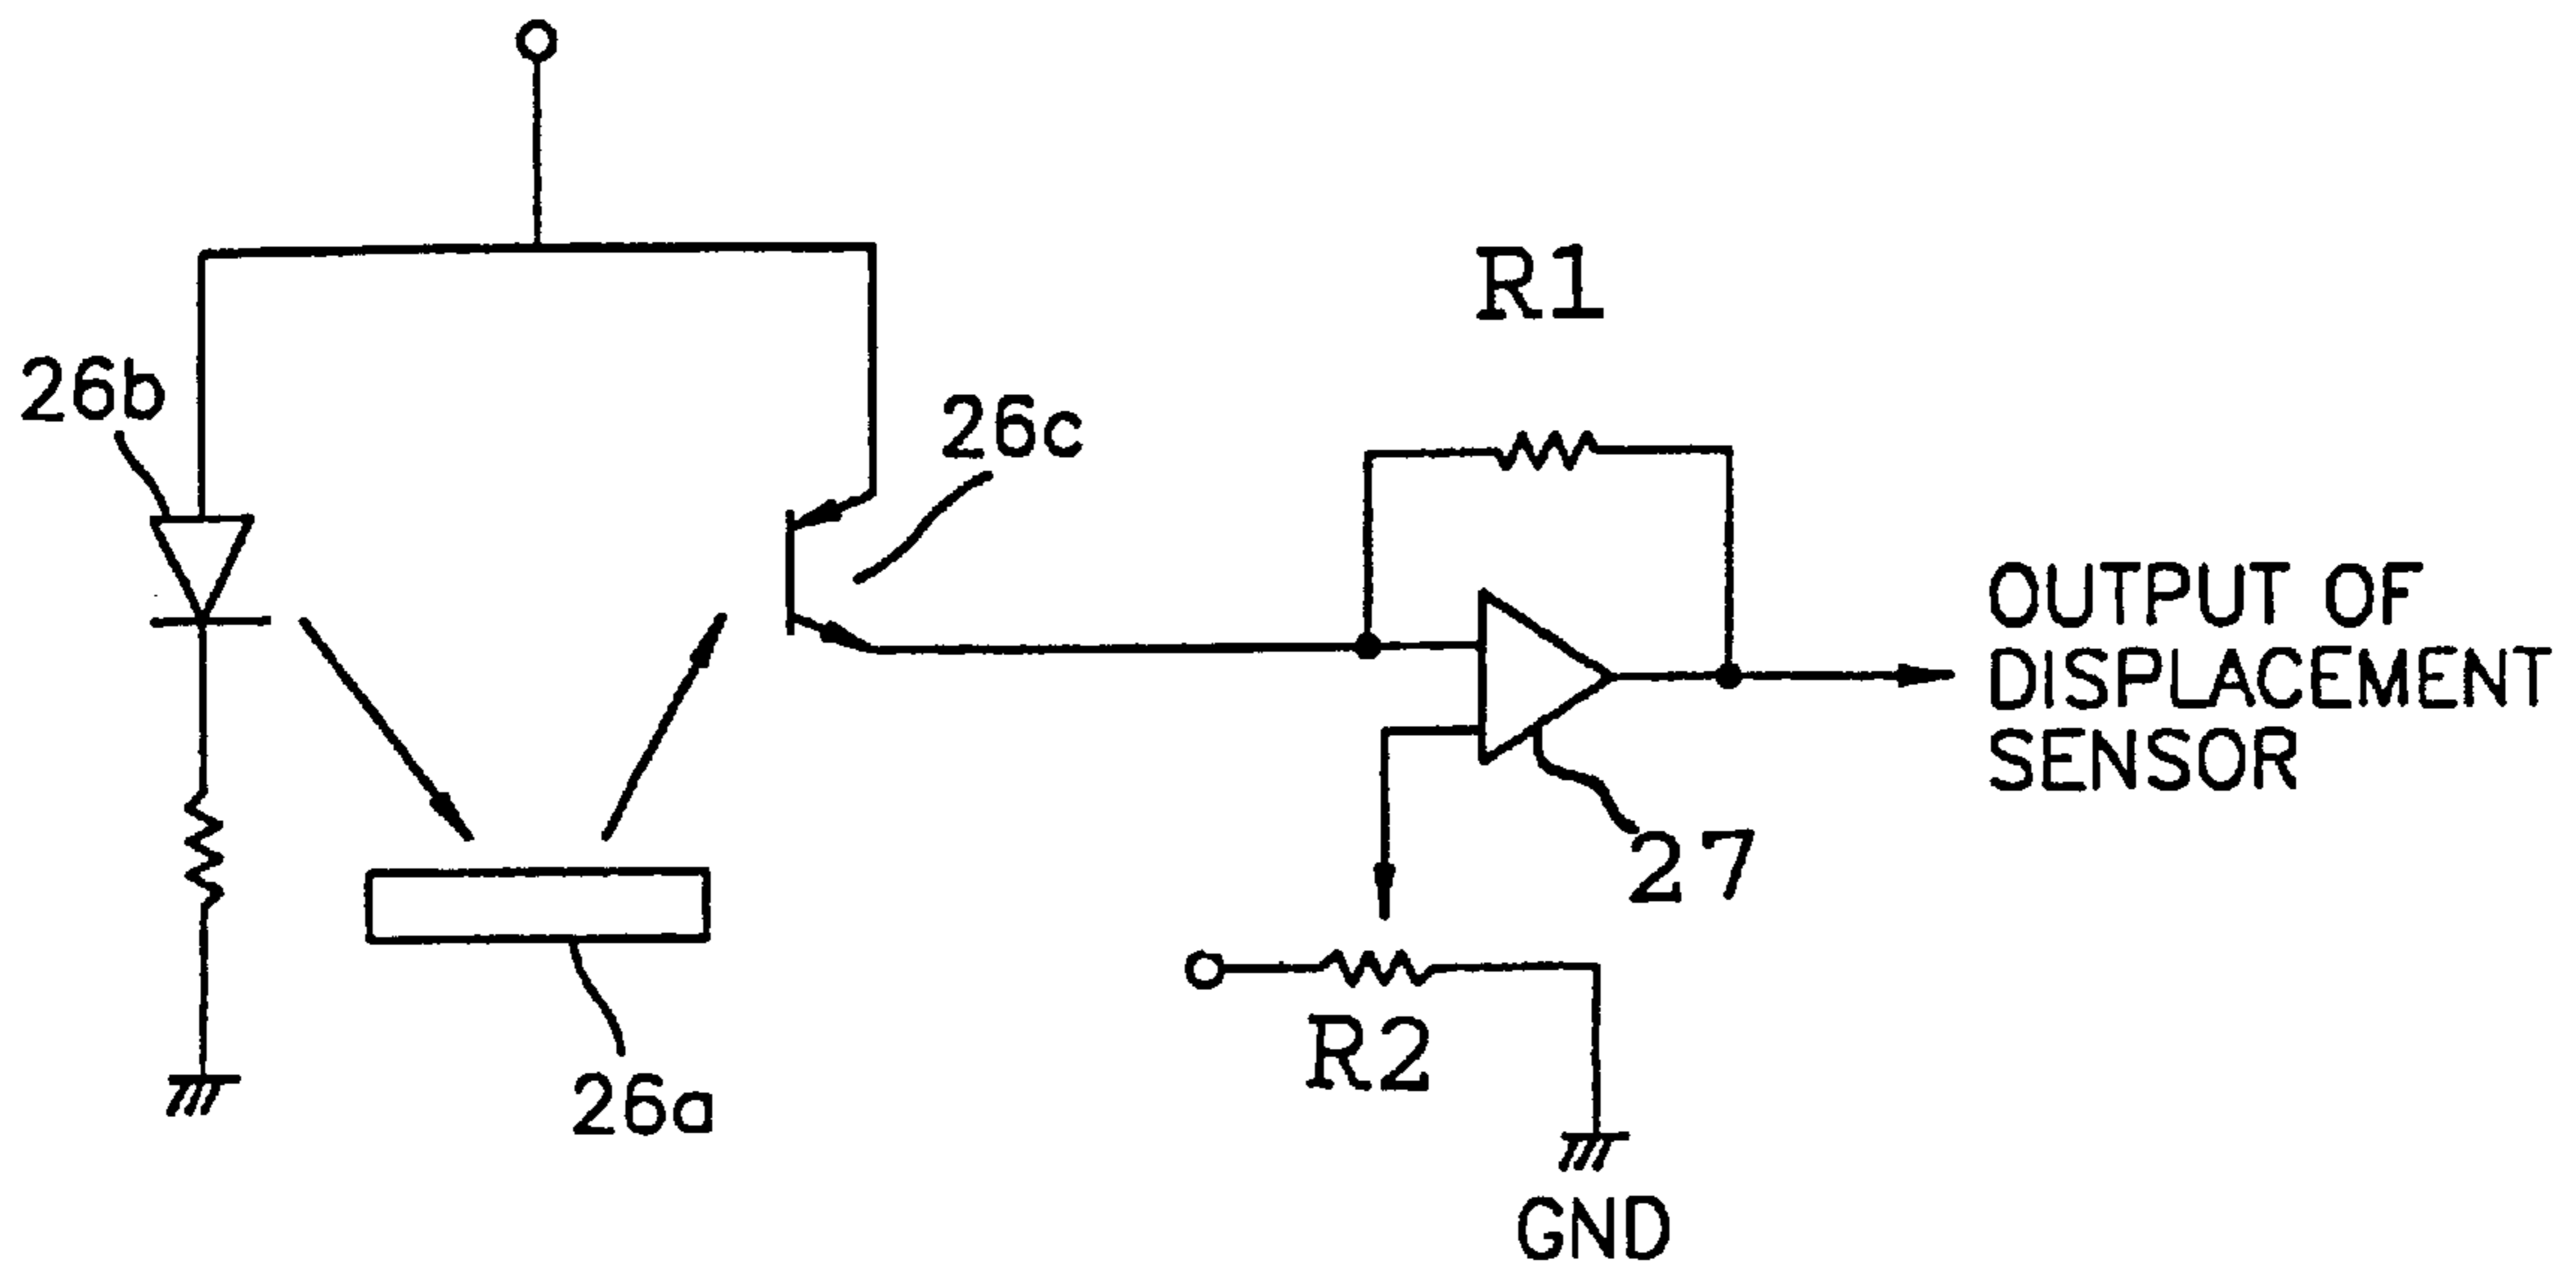 R1
26b
26c
OUTPUT OF
DISPLACEMENT
SENSOR
27
R2
26a
GND